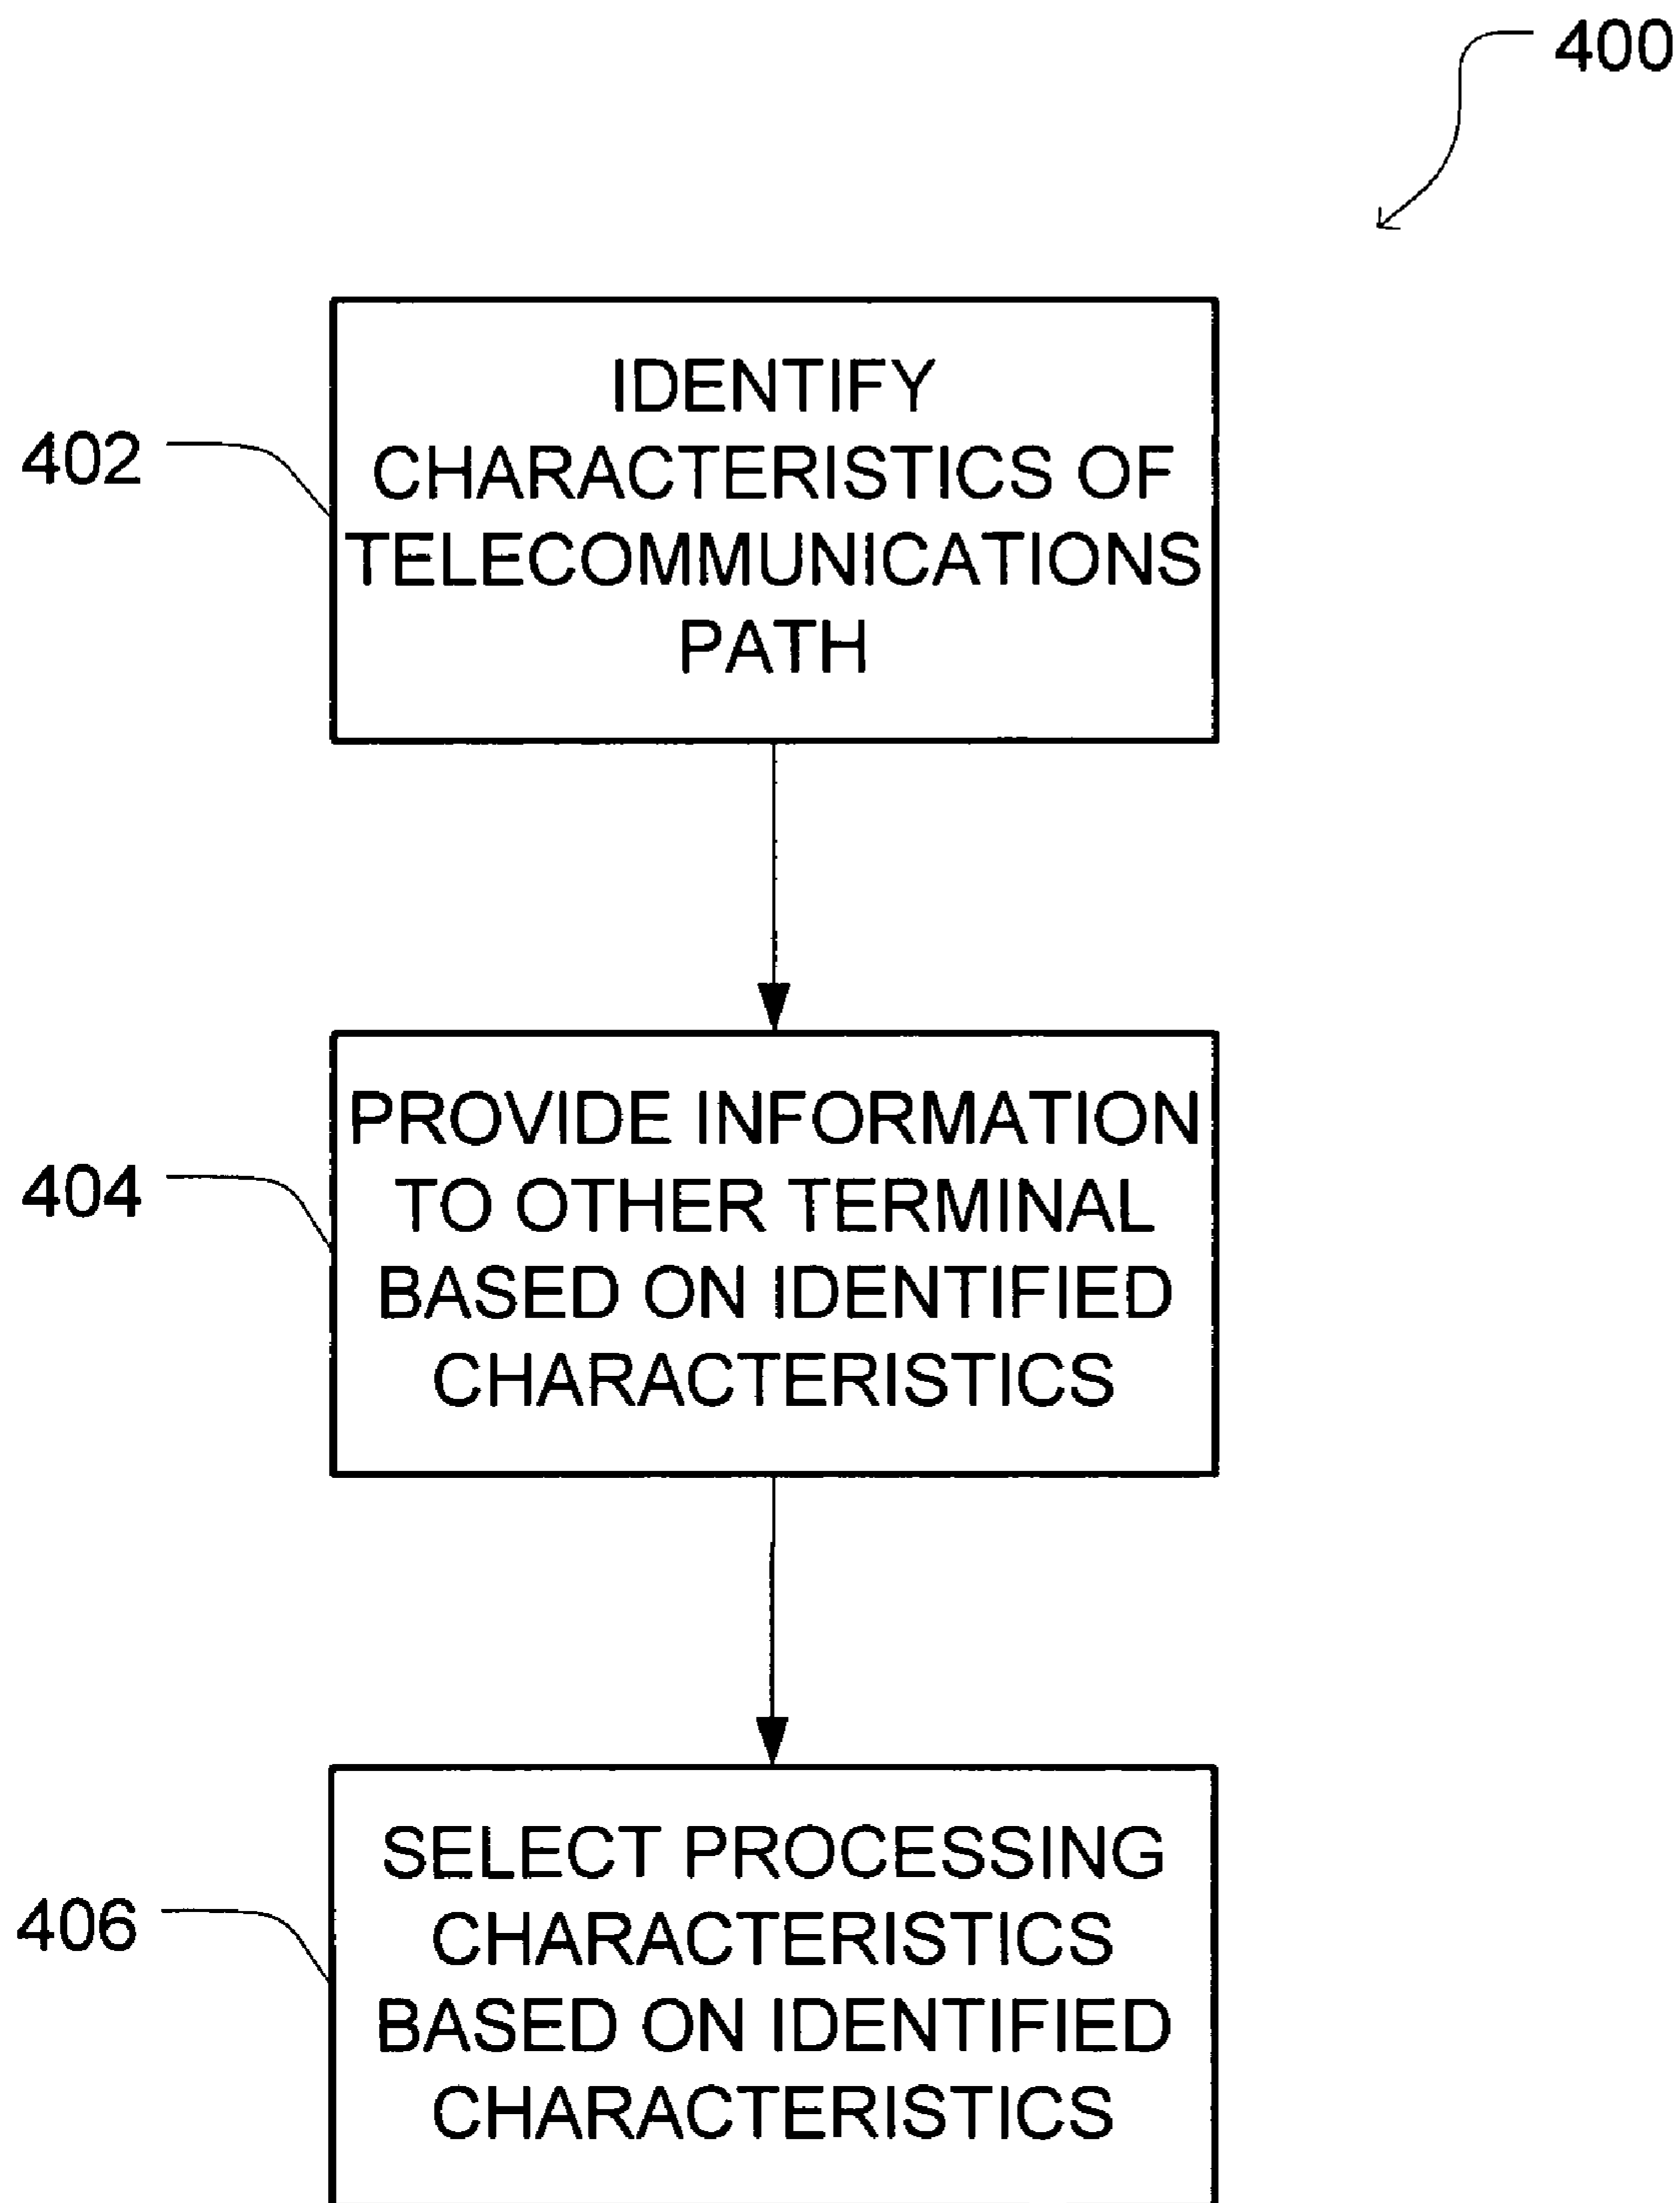 400
402
IDENTIFY
CHARACTERISTICS OF
TELECOMMUNICATIONS
PATH
404
PROVIDE INFORMATION
TO OTHER TERMINAL
BASED ON IDENTIFIED
CHARACTERISTICS
406
SELECT PROCESSING
CHARACTERISTICS
BASED ON IDENTIFIED
CHARACTERISTICS